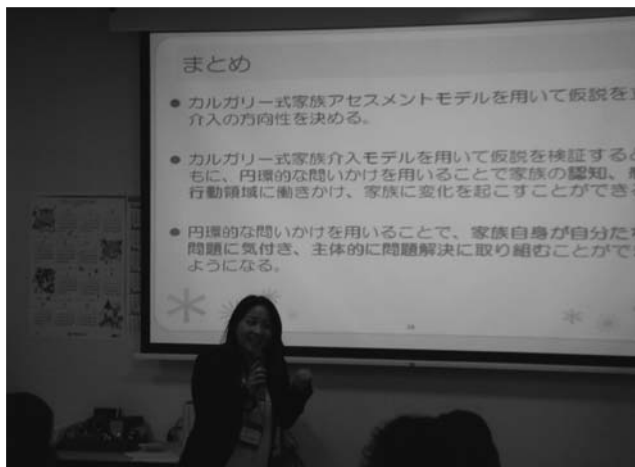 まとめ
● カルガリー式家族アセスメントモデルを用いて仮説を
介入の方向性を決める。
● カルガリー式家族介入モデルを用いて仮説を検証する
もに、円環的な問いかけを用いることで家族の認知、
行動領域に働きかけ、家族に変化を起こすことができ
● 円環的な問いかけを用いることで、家族自身が自分た
問題に気付き、主体的に問題解決に取り組むことがで
ようになる。